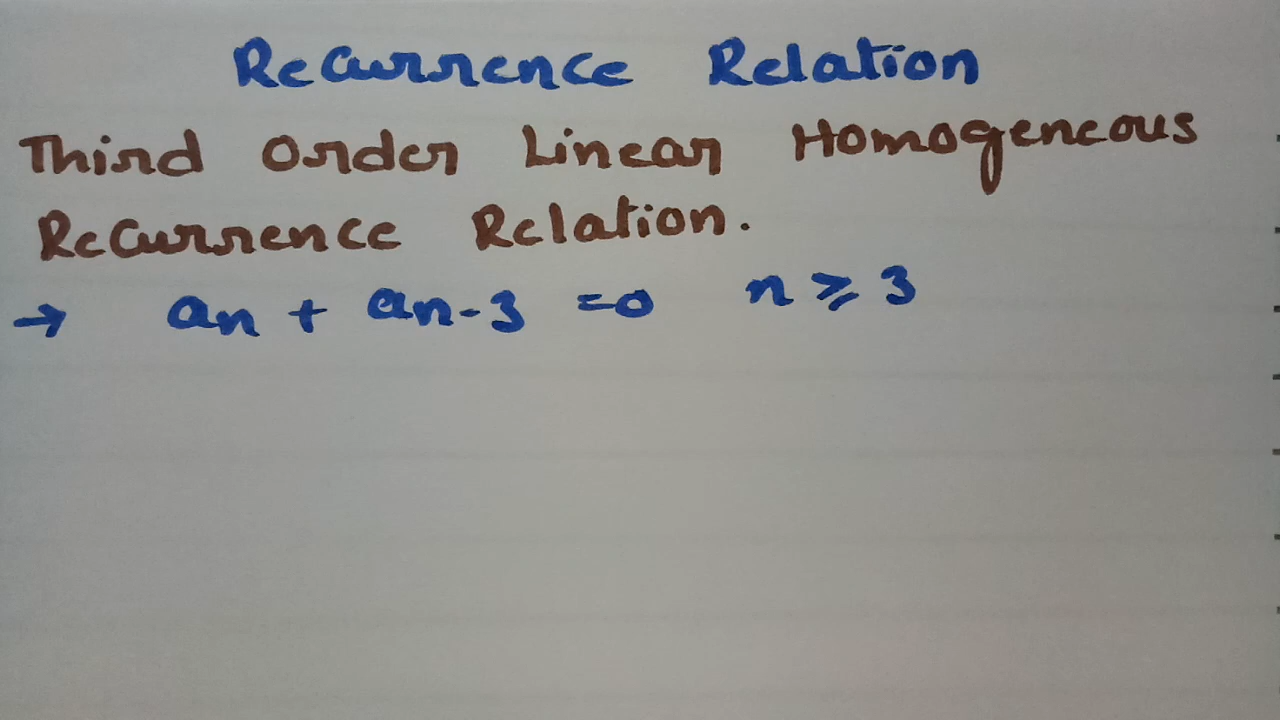 Recurrence Relation
Third Order Linear Homogeneous
Recurrence Relation.
→ an + an-3 =0 n ≥ 3